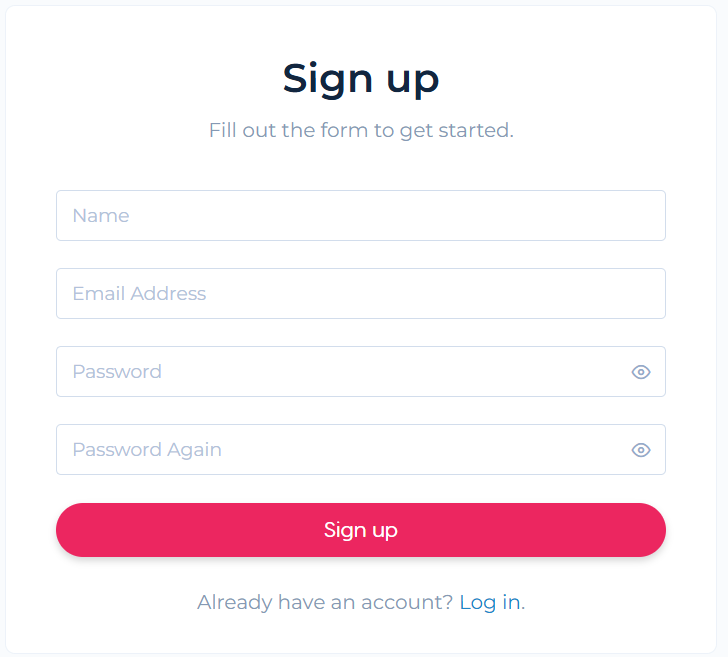 Sign up
Fill out the form to get started.
Name
Email Address
Password
Password Again
Sign up
Already have an account? Log in.